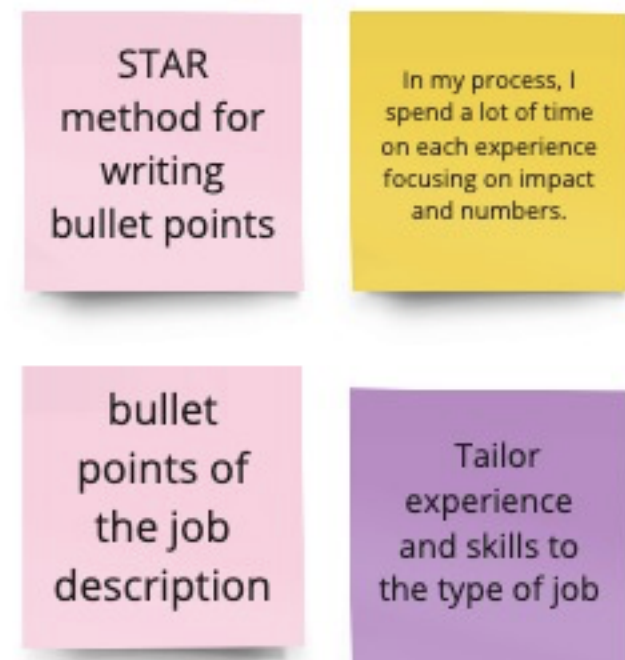 STAR
method for
writing
bullet points
In my process, I
spend a lot of time
on each experience
focusing on impact
and numbers.
bullet
points of
the job
description
Tailor
experience
and skills to
the type of job